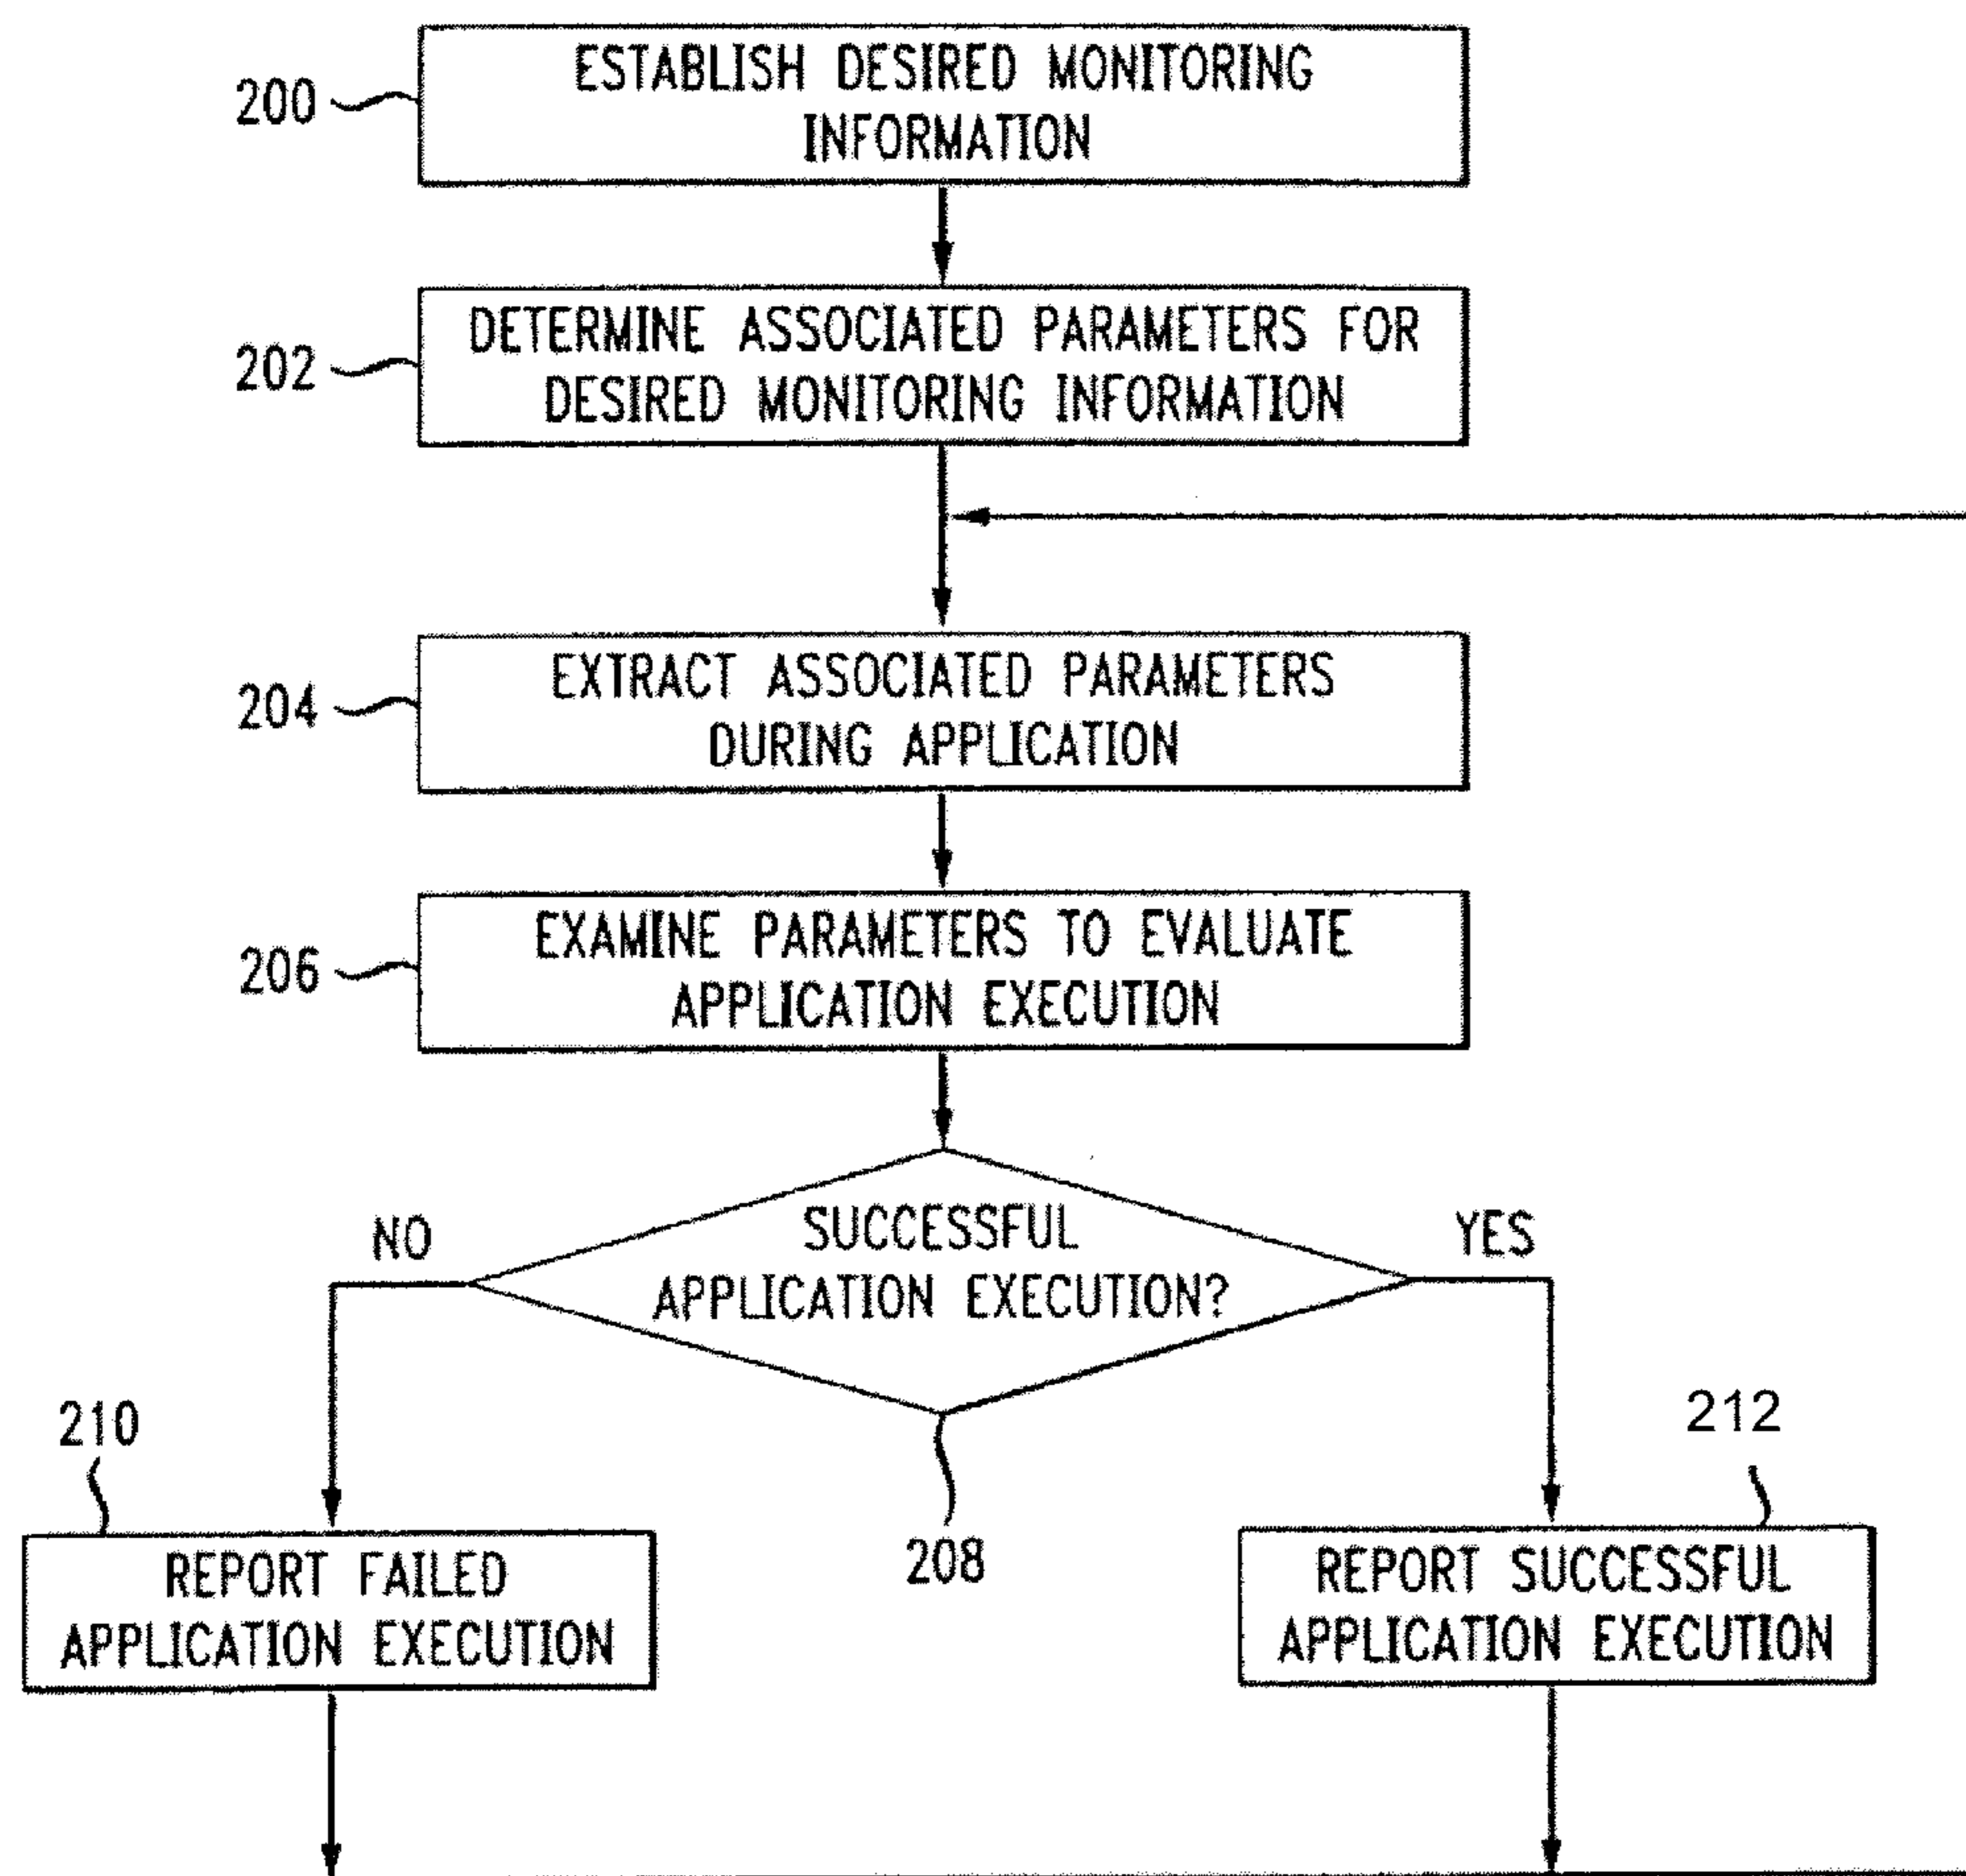 200
ESTABLISH DESIRED MONITORING
INFORMATION
202
DETERMINE ASSOCIATED PARAMETERS FOR
DESIRED MONITORING INFORMATION
204
EXTRACT ASSOCIATED PARAMETERS
DURING APPLICATION
206
EXAMINE PARAMETERS TO EVALUATE
APPLICATION EXECUTION
NO
SUCCESSFUL
APPLICATION EXECUTION?
YES
208
210
REPORT FAILED
APPLICATION EXECUTION
212
REPORT SUCCESSFUL
APPLICATION EXECUTION